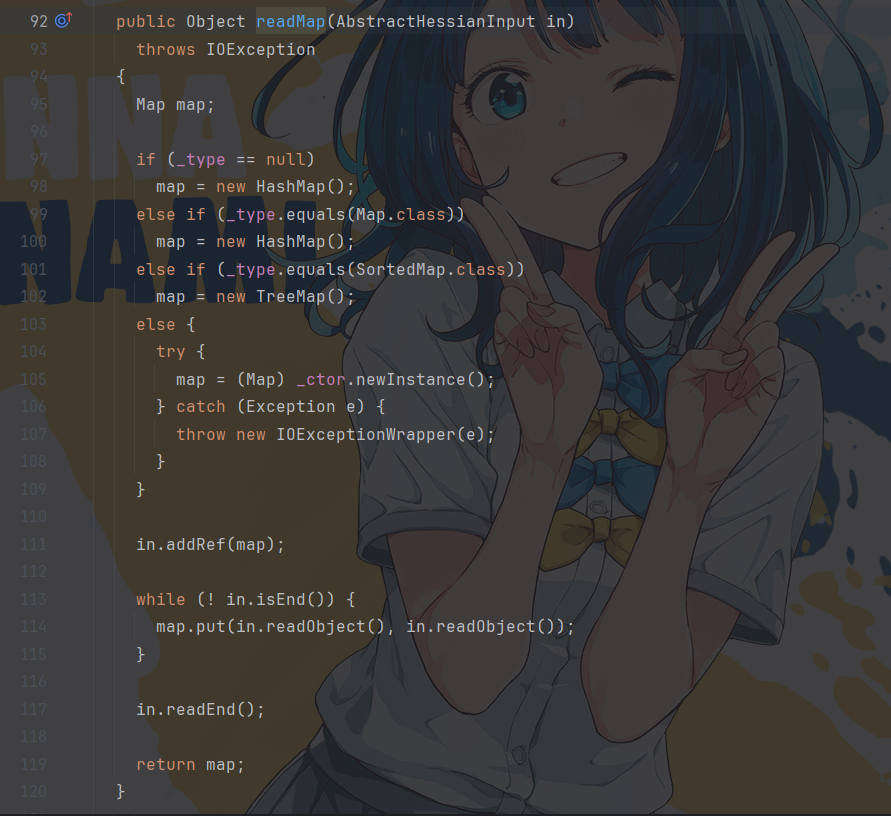 92 public Object readMap(AbstractHessianInput in)
93 throws IOException
94 {
95 Map map;
96
97 if (_type == null)
98 map = new HashMap();
99 else if (_type.equals(Map.class))
100 map = new HashMap();
101 else if (_type.equals(SortedMap.class))
102 map = new TreeMap();
103 else {
104 try {
105 map = (Map) _ctor.newInstance();
106 } catch (Exception e) {
107 throw new IOExceptionWrapper(e);
108 }
109 }
110
111 in.addRef(map);
112
113 while (! in.isEnd()) {
114 map.put(in.readObject(), in.readObject());
115 }
116
117 in.readEnd();
118
119 return map;
120 }